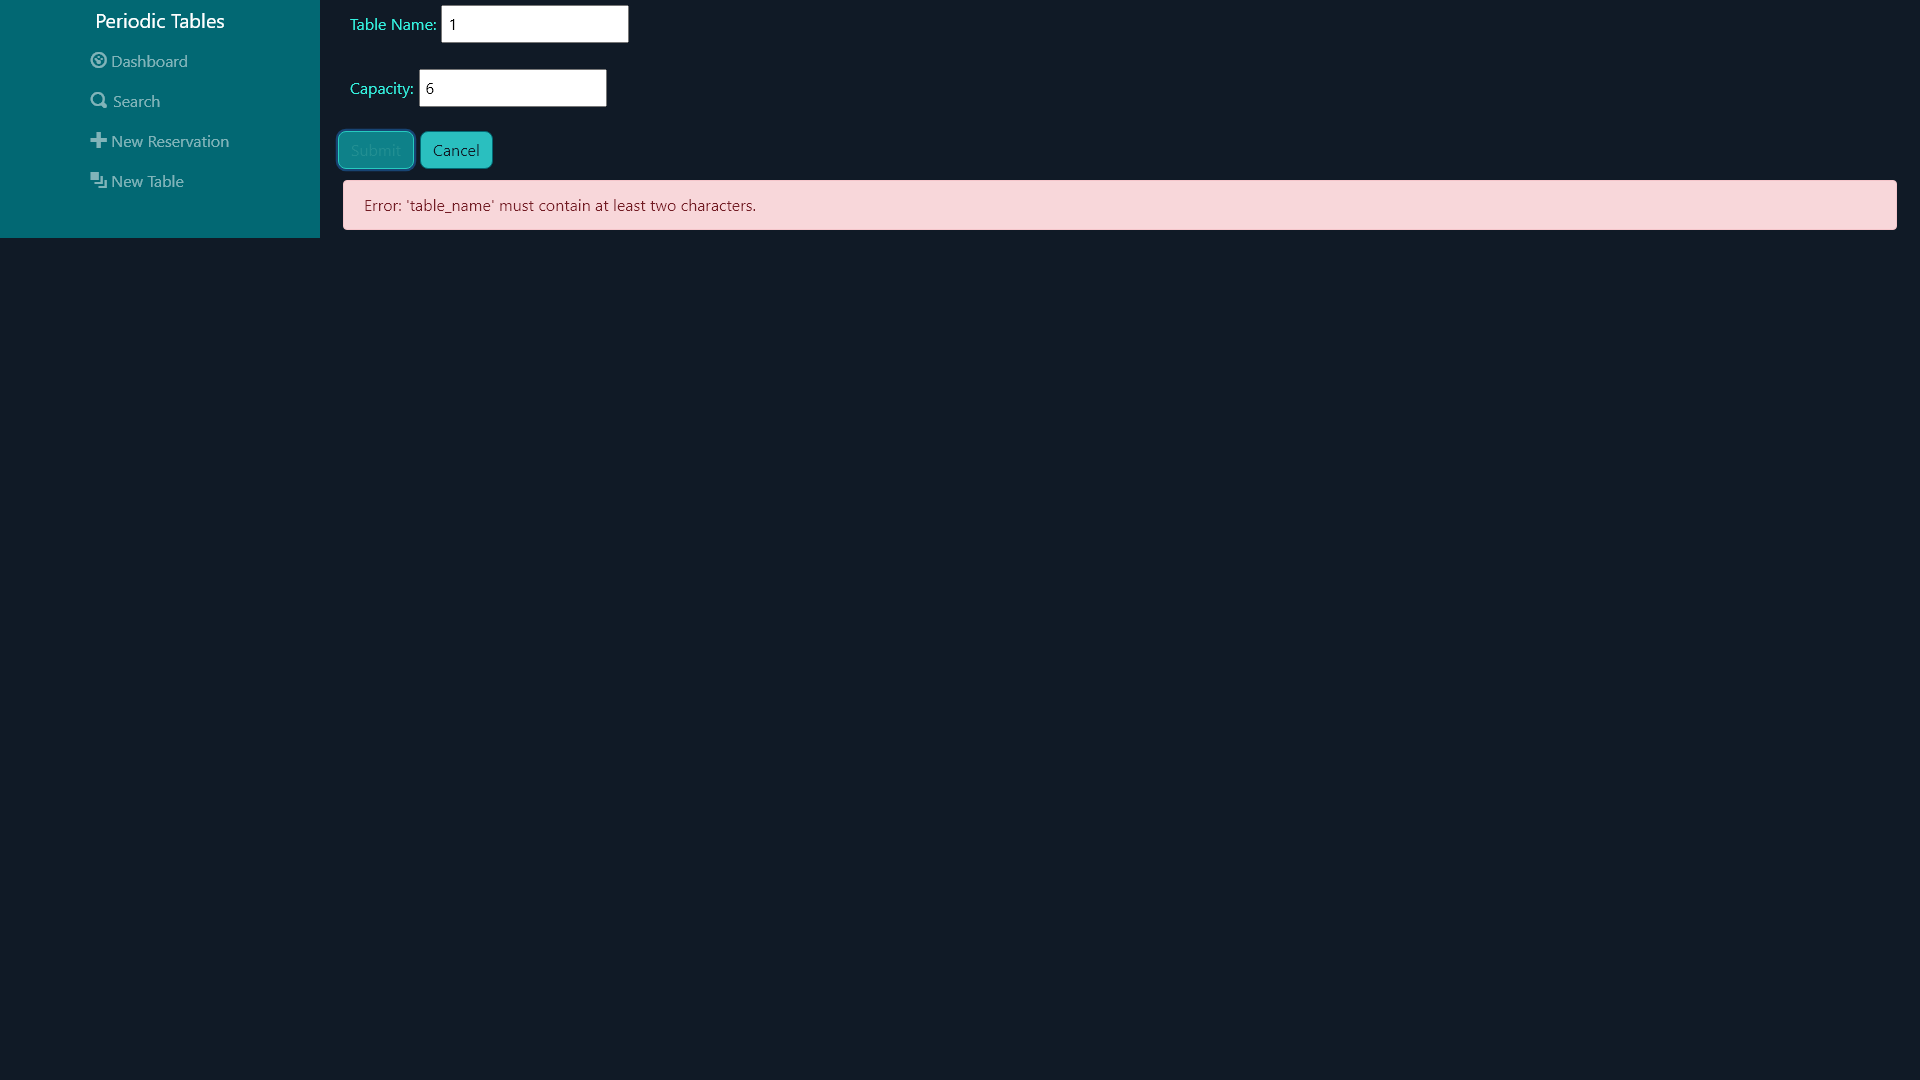 Periodic Tables
Dashboard
Search
New Reservation
New Table
Table Name: 1
Capacity: 6
Submit Cancel
Error: 'table_name' must contain at least two characters.